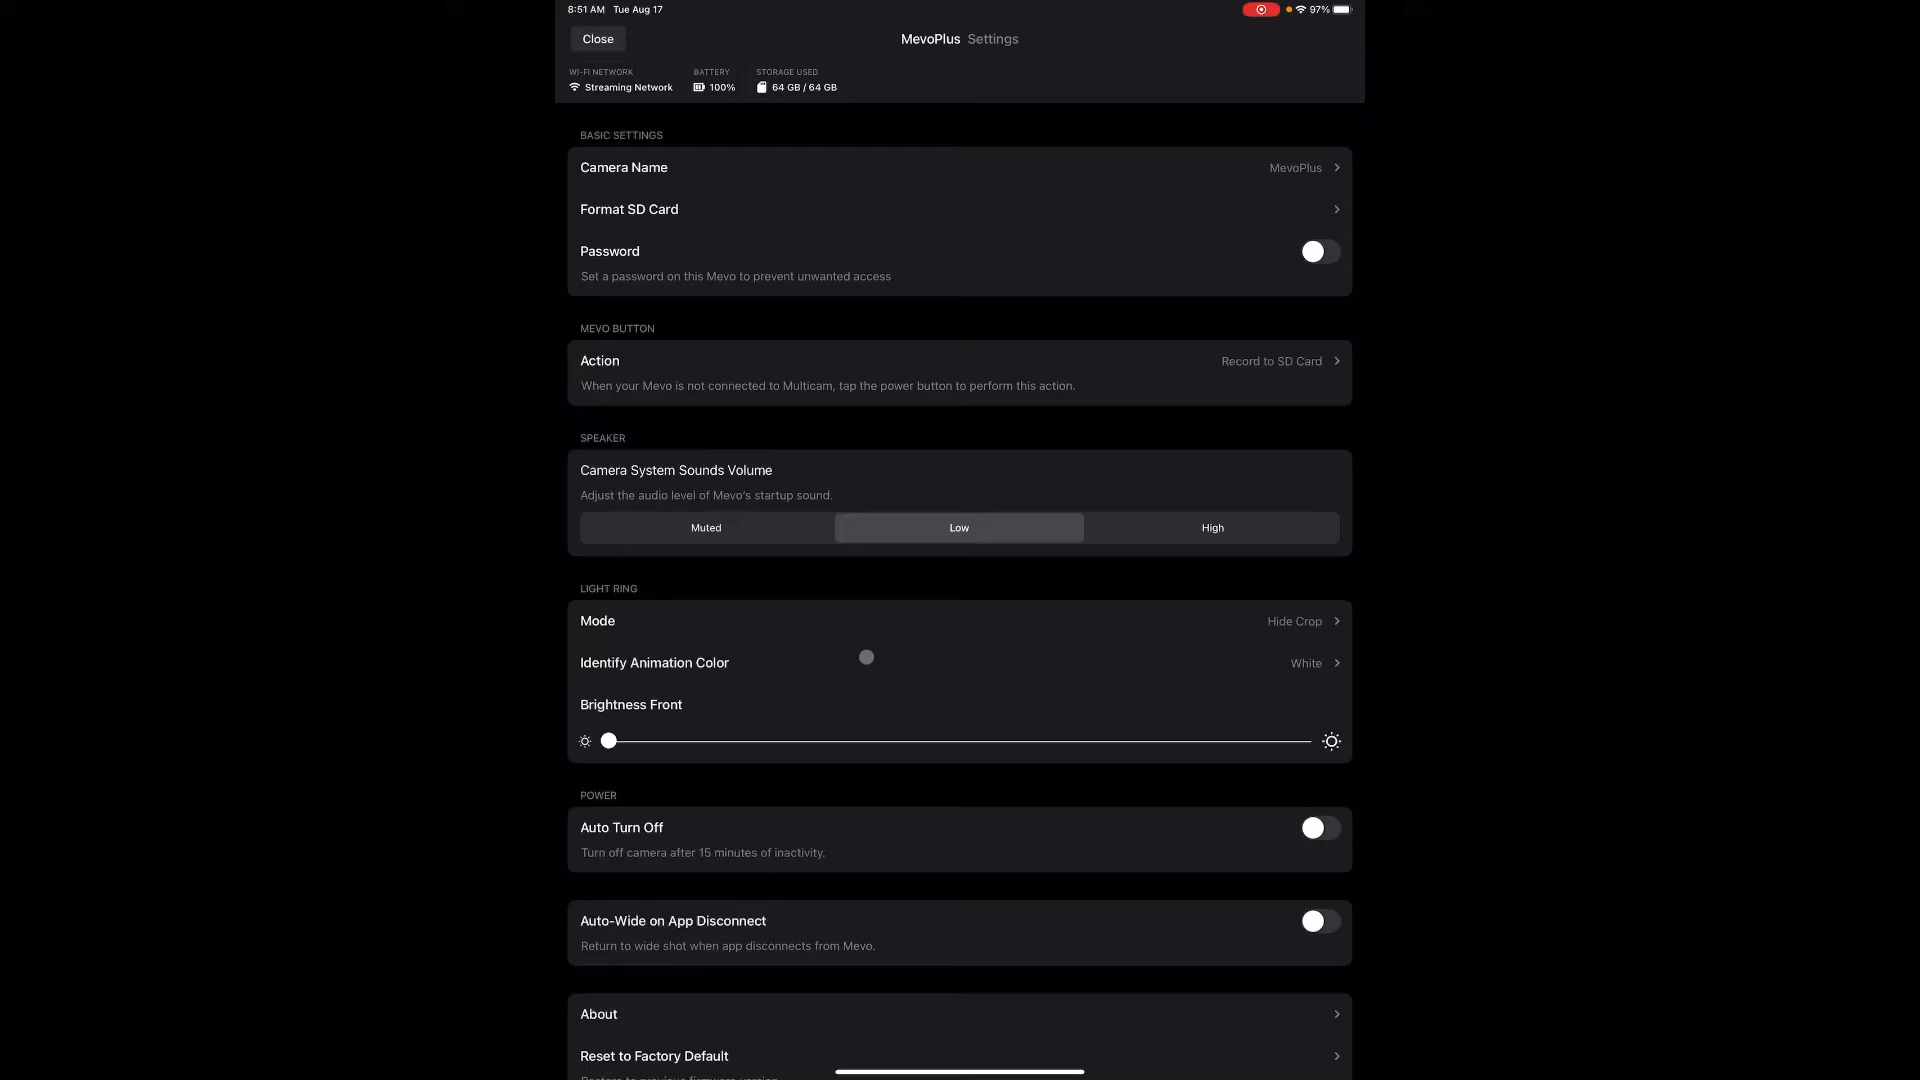 8:51 AM Tue Aug 17
97%
Close
MevoPlus Settings
WI-FI NETWORK
BATTERY
STORAGE USED
Streaming Network
100%
64 GB / 64 GB
BASIC SETTINGS
Camera Name
MevoPlus
Format SD Card
Password
Set a password on this Mevo to prevent unwanted access
MEVO BUTTON
Action
Record to SD Card
When your Mevo is not connected to Multicam, tap the power button to perform this action.
SPEAKER
Camera System Sounds Volume
Adjust the audio level of Mevo's startup sound.
Muted
Low
High
LIGHT RING
Mode
Hide Crop
Identify Animation Color
White
Brightness Front
POWER
Auto Turn Off
Turn off camera after 15 minutes of inactivity.
Auto-Wide on App Disconnect
Return to wide shot when app disconnects from Mevo.
About
Reset to Factory Default